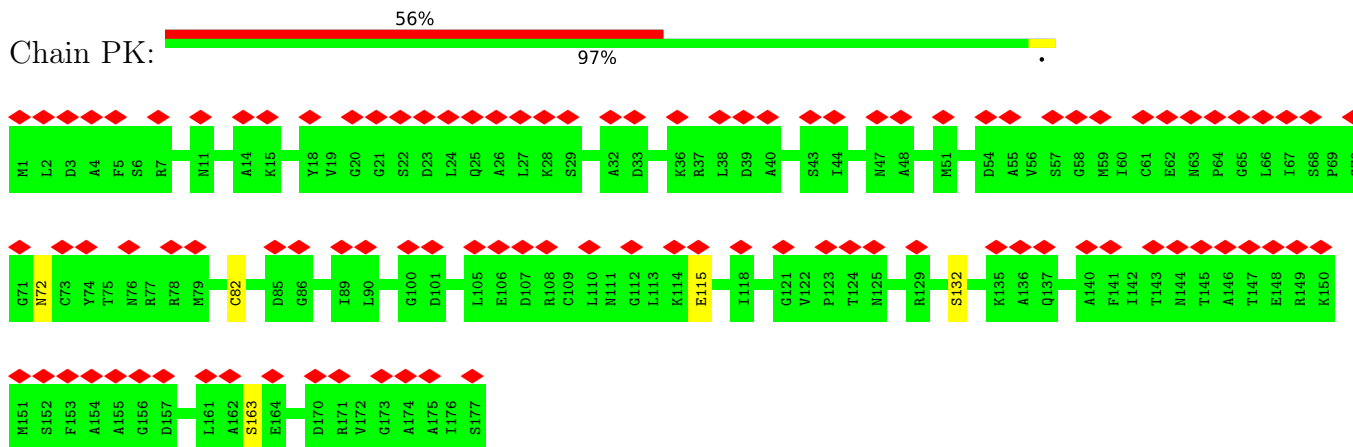 56%
Chain PK:
97% .
M1 L2 D3 A4 F5 S6 R7 N11 A14 K15 Y18 V19 G20 G21 S22 D23 L24 Q25 A26 L27 K28 S29 A32 D33 K36 R37 L38 D39 A40 S43 I44 N47 A48 M51 D54 A55 V56 S57 G58 M59 I60 C61 E62 N63 P64 G65 L66 I67 S68 P69
G71 N72 C73 Y74 T75 N76 R77 R78 M79 C82 D85 G86 I89 L90 G100 D101 L105 E106 D107 R108 C109 L110 N111 G112 L113 K114 E115 I118 G121 V122 P123 T124 N125 R129 S132 K135 A136 Q137 A140 F141 I142 T143 N144 T145 A146 T147 E148 R149 K150
M151 S152 F153 A154 A155 G156 D157 L161 A162 S163 E164 D170 R171 V172 G173 A174 A175 I176 S177